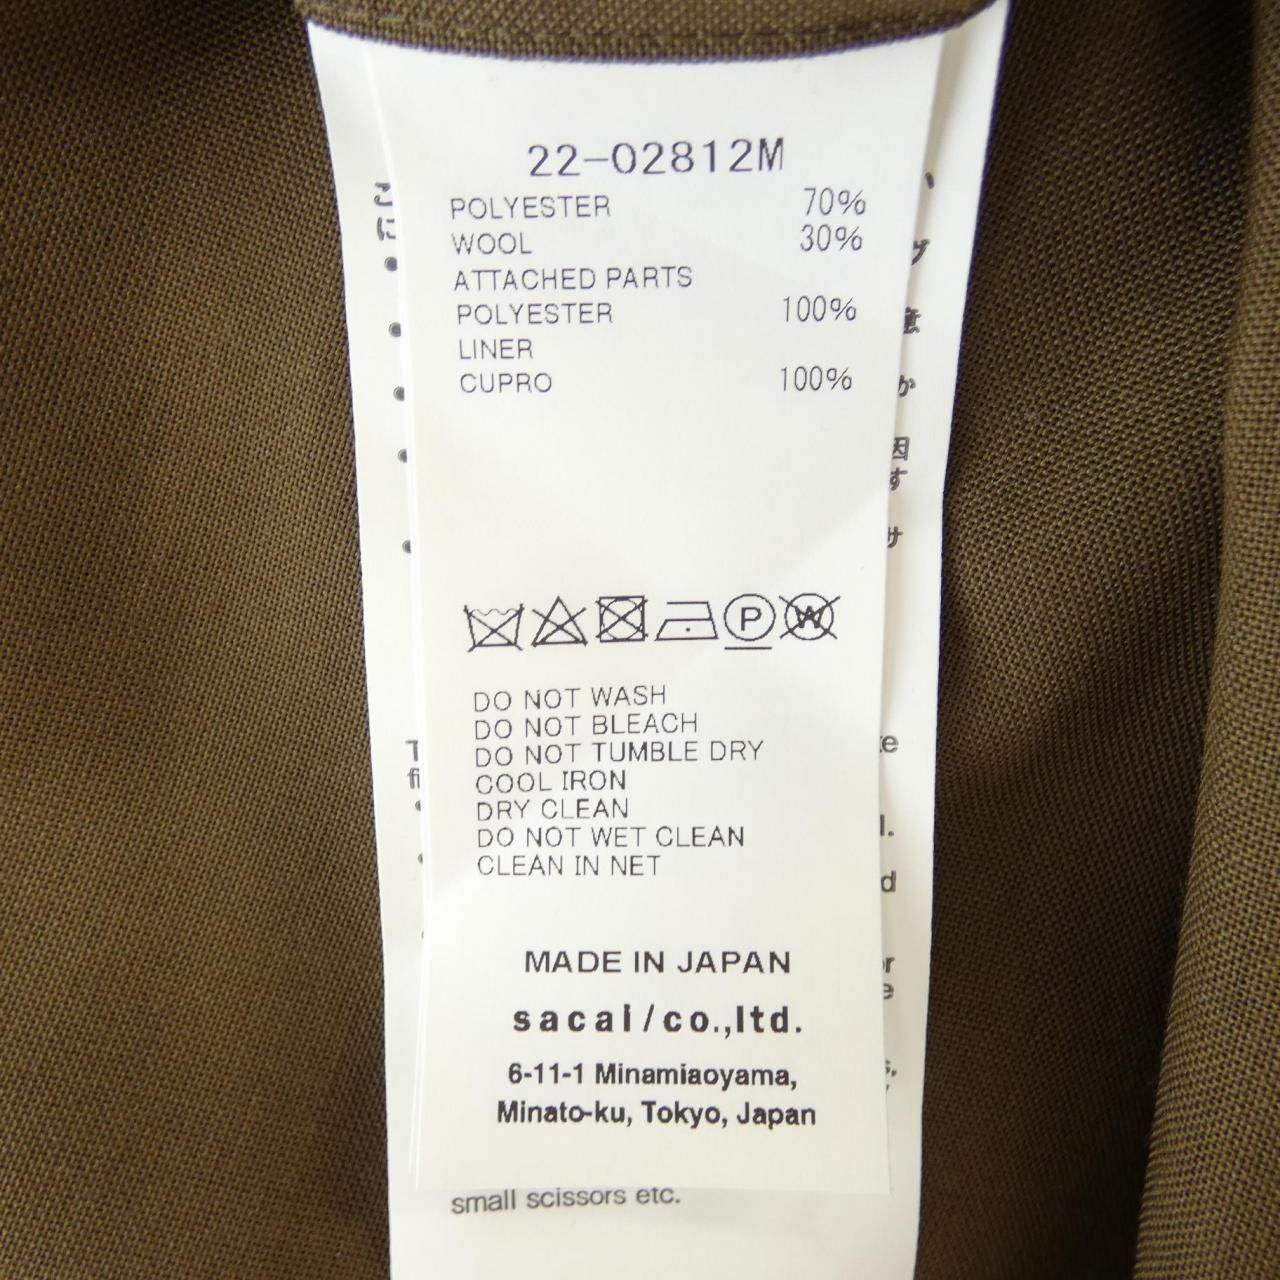 22-02812M
POLYESTER 70%
WOOL 30%
ATTACHED PARTS
POLYESTER 100%
LINER
CUPRO 100%
P W
DO NOT WASH
DO NOT BLEACH
DO NOT TUMBLE DRY
COOL IRON
DRY CLEAN
DO NOT WET CLEAN
CLEAN IN NET
MADE IN JAPAN
sacai/co.,ltd.
6-11-1 Minamiaoyama,
Minato-ku, Tokyo, Japan
small scissors etc.